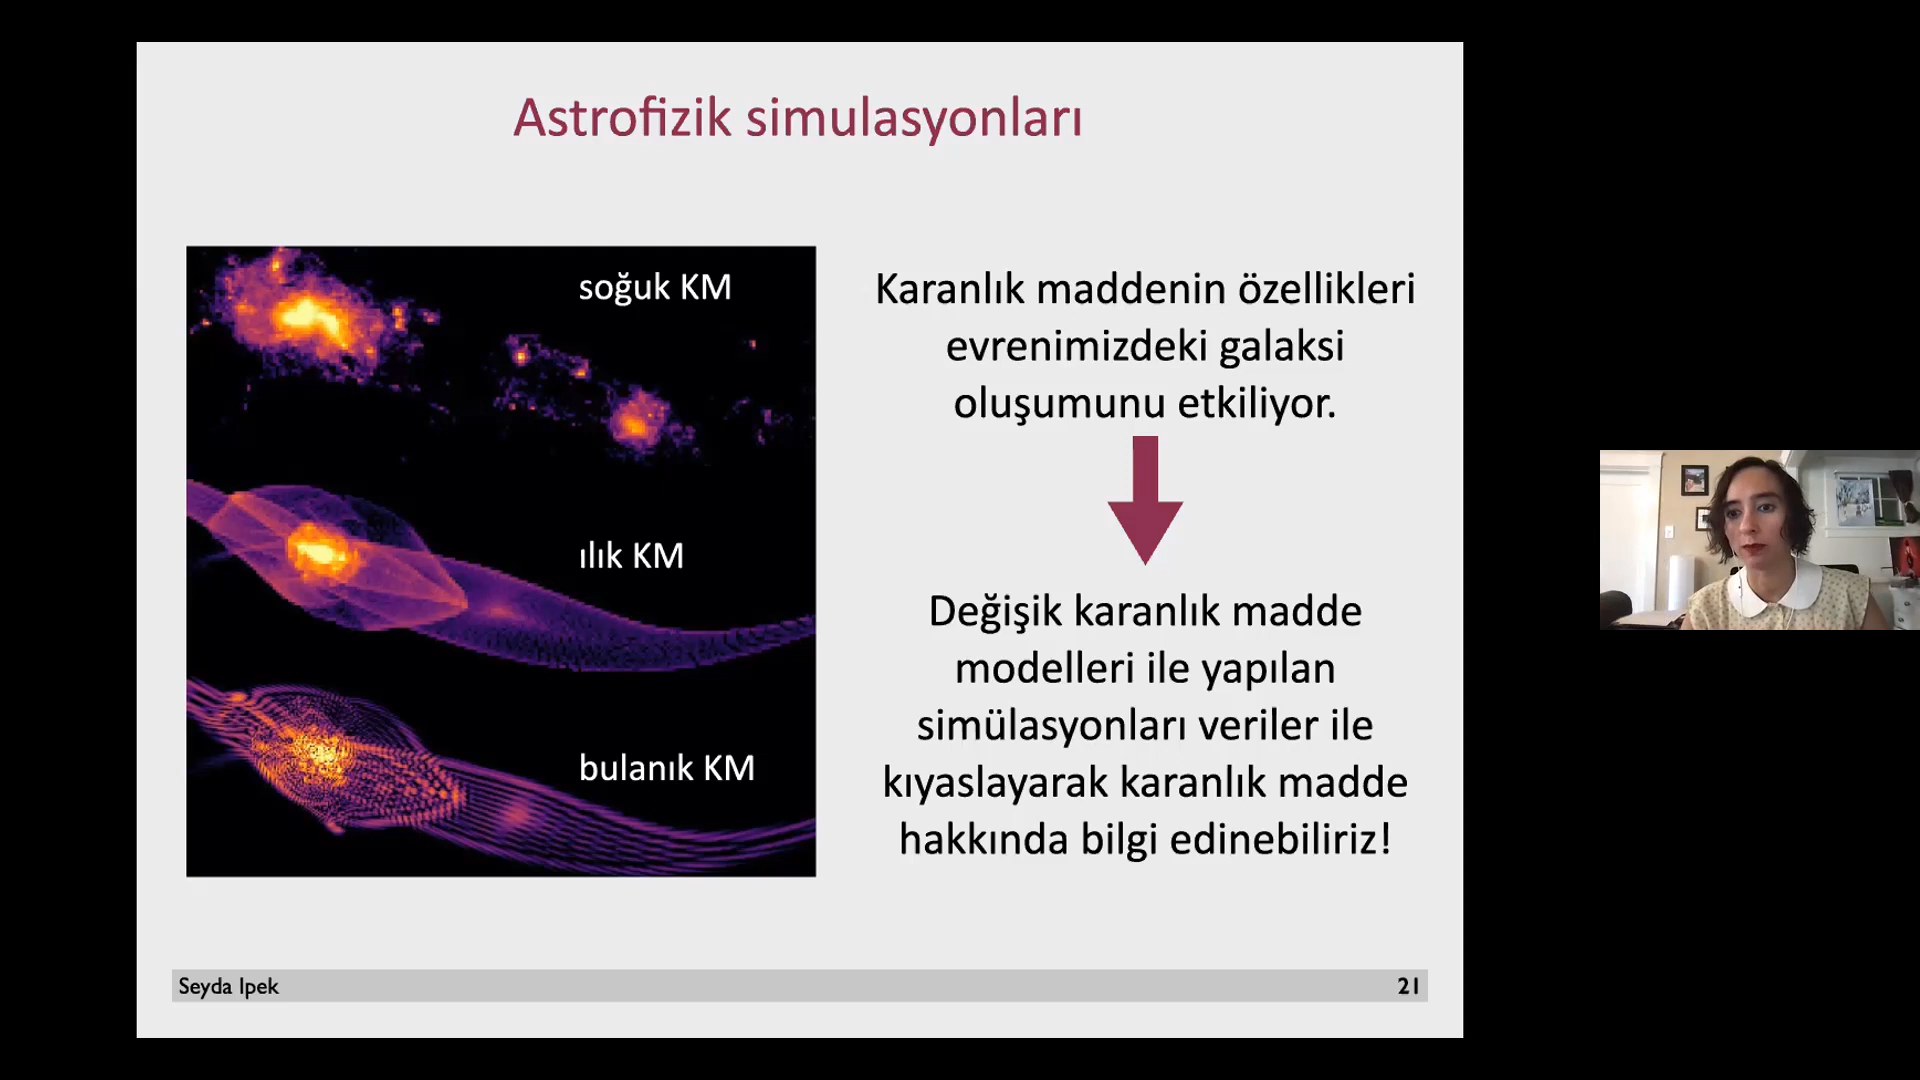 Astrofizik simulasyonları
soğuk KM
ılık KM
bulanık KM
Karanlık maddenin özellikleri
evrenimizdeki galaksi
oluşumunu etkiliyor.
Değişik karanlık madde
modelleri ile yapılan
simülasyonları veriler ile
kıyaslayarak karanlık madde
hakkında bilgi edinebiliriz!
Seyda Ipek
21